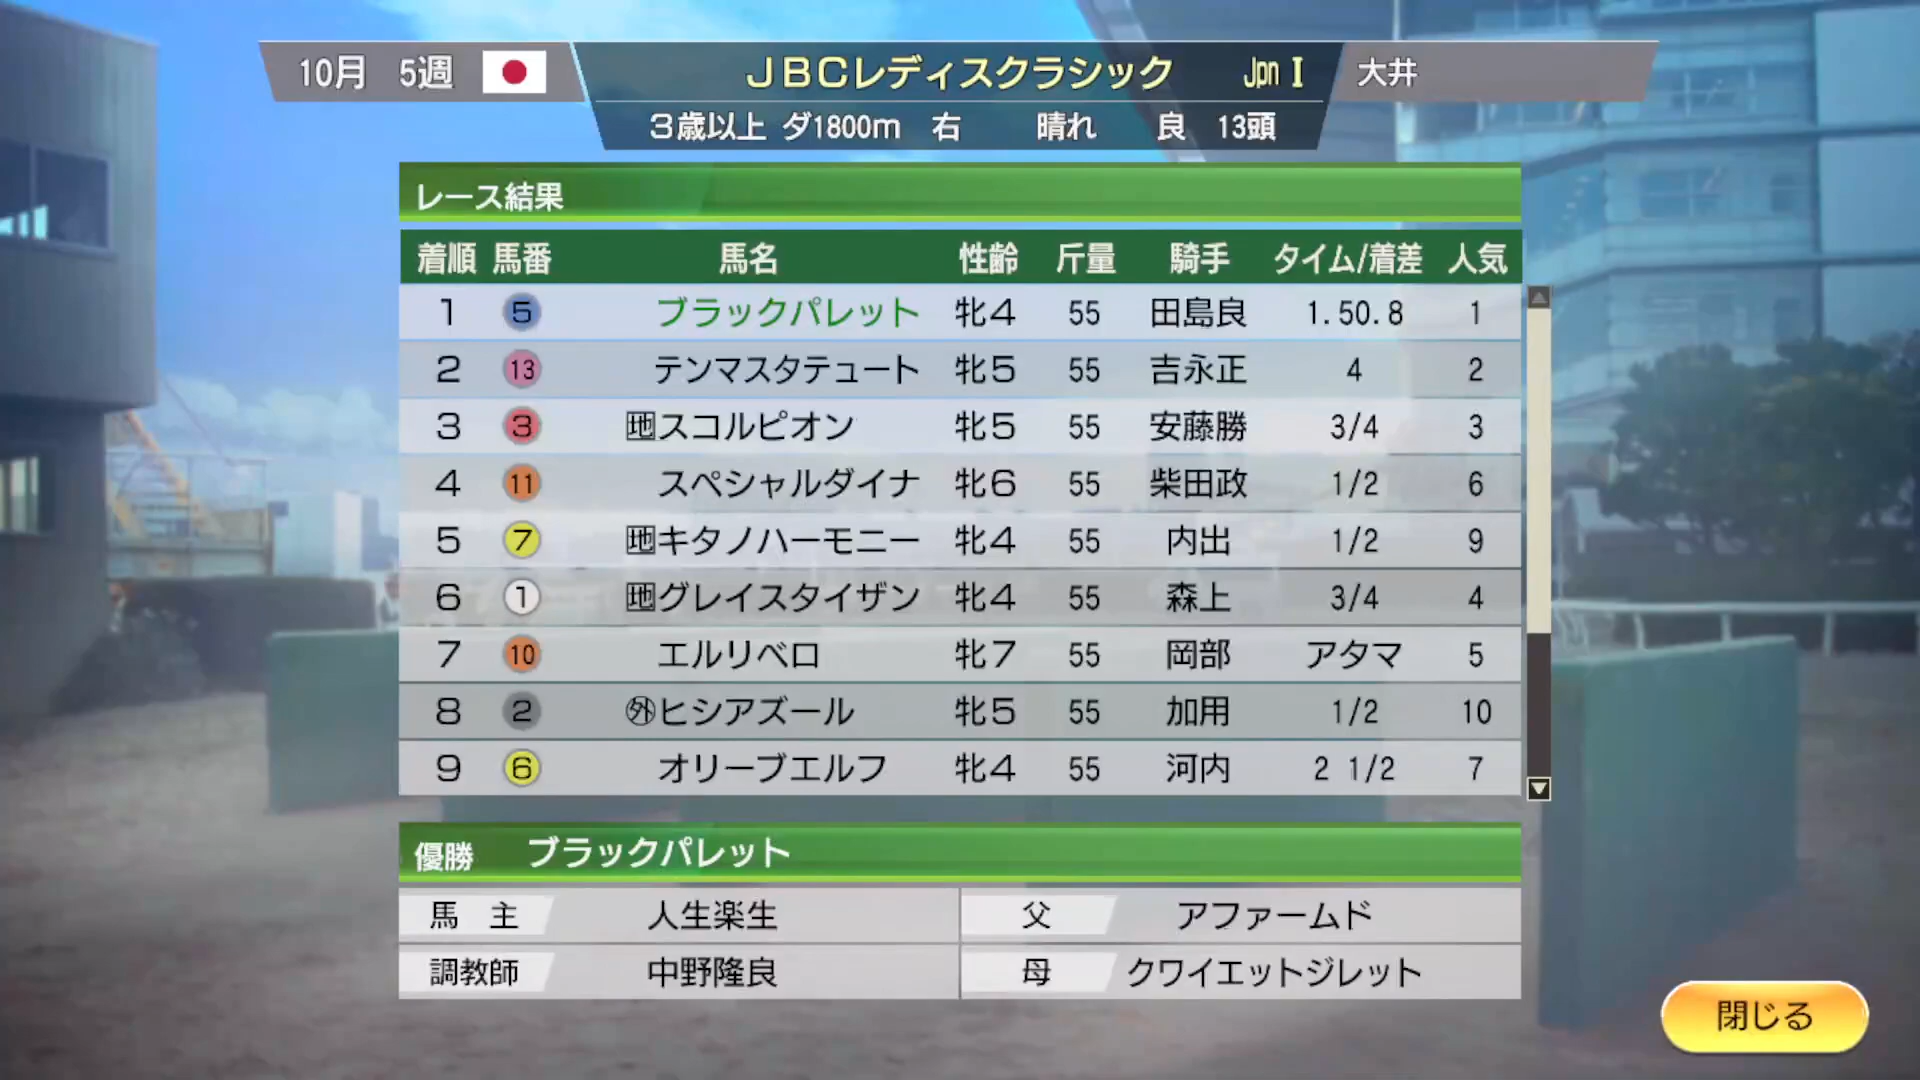 10月 5週 JBCレディスクラシック JpnⅠ 大井
3歳以上 ダ1800m 右 晴れ 良 13頭
レース結果
着順 馬番 馬名 性齢 斤量 騎手 タイム/着差 人気
1 5 ブラックパレット 牝4 55 田島良 1.50.8 1
2 13 テンマスタテュート 牝5 55 吉永正 4 2
3 3 地スコルピオン 牝5 55 安藤勝 3/4 3
4 11 スペシャルダイナ 牝6 55 柴田政 1/2 6
5 7 地キタノハーモニー 牝4 55 内出 1/2 9
6 1 地グレイスタイザン 牝4 55 森上 3/4 4
7 10 エルリベロ 牝7 55 岡部 アタマ 5
8 2 外ヒシアズール 牝5 55 加用 1/2 10
9 6 オリーブエルフ 牝4 55 河内 2 1/2 7
優勝 ブラックパレット
馬主 人生楽生 父 アファームド
調教師 中野隆良 母 クワイエットジレット
閉じる